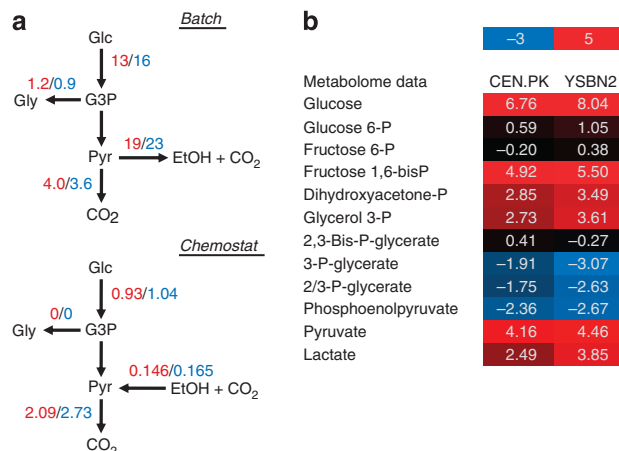 a
Batch
Glc
13/16
1.2/0.9
Gly
G3P
19/23
Pyr
EtOH + CO₂
4.0/3.6
CO₂
Chemostat
Glc
0.93/1.04
0/0
Gly
G3P
0.146/0.165
Pyr
EtOH + CO₂
2.09/2.73
CO₂
b
–3 5
Metabolome data CEN.PK YSBN2
Glucose 6.76 8.04
Glucose 6-P 0.59 1.05
Fructose 6-P –0.20 0.38
Fructose 1,6-bisP 4.92 5.50
Dihydroxyacetone-P 2.85 3.49
Glycerol 3-P 2.73 3.61
2,3-Bis-P-glycerate 0.41 –0.27
3-P-glycerate –1.91 –3.07
2/3-P-glycerate –1.75 –2.63
Phosphoenolpyruvate –2.36 –2.67
Pyruvate 4.16 4.46
Lactate 2.49 3.85